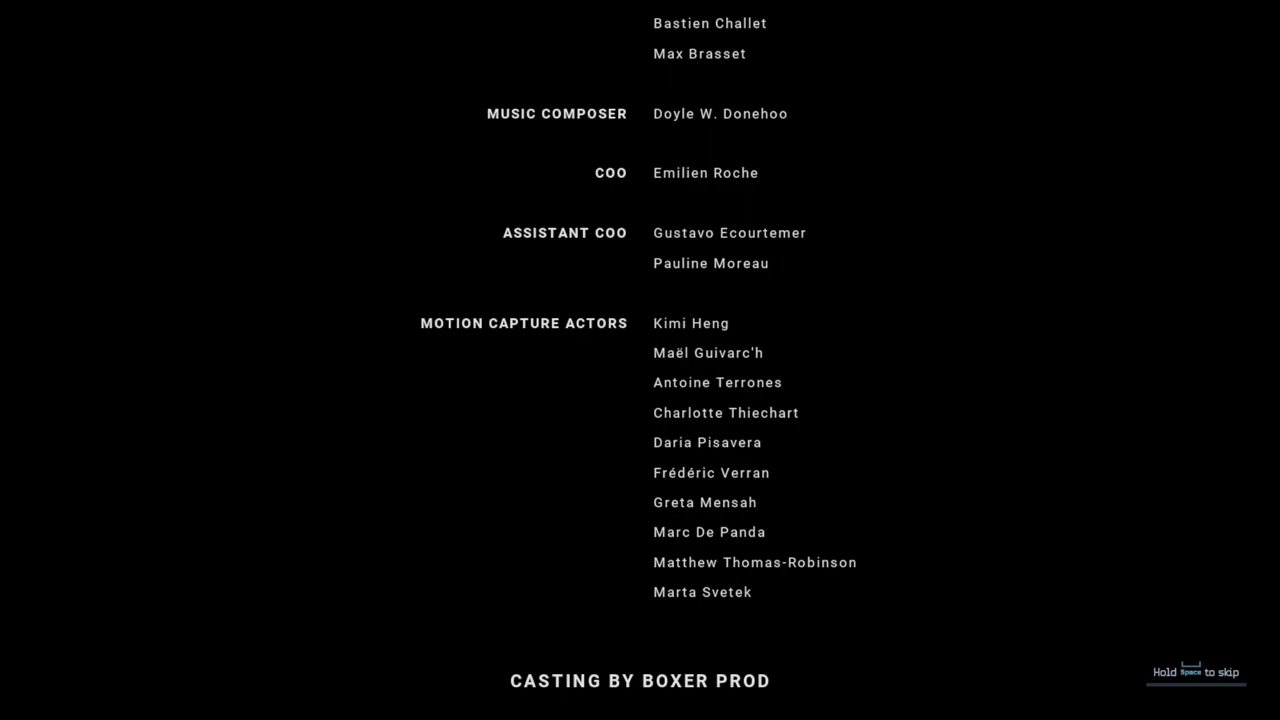 Bastien Challet
Max Brasset
MUSIC COMPOSER Doyle W. Donehoo
COO Emilien Roche
ASSISTANT COO Gustavo Ecourtemer
Pauline Moreau
MOTION CAPTURE ACTORS Kimi Heng
Maël Guivarc'h
Antoine Terrones
Charlotte Thiechart
Daria Pisavera
Frédéric Verran
Greta Mensah
Marc De Panda
Matthew Thomas-Robinson
Marta Svetek
CASTING BY BOXER PROD
Hold Space to skip